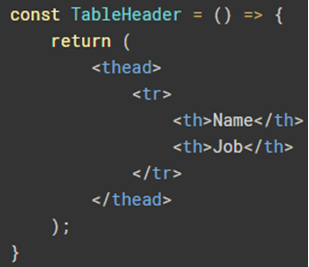 const TableHeader = () => {
    return (
        <thead>
            <tr>
                <th>Name</th>
                <th>Job</th>
            </tr>
        </thead>
    );
}